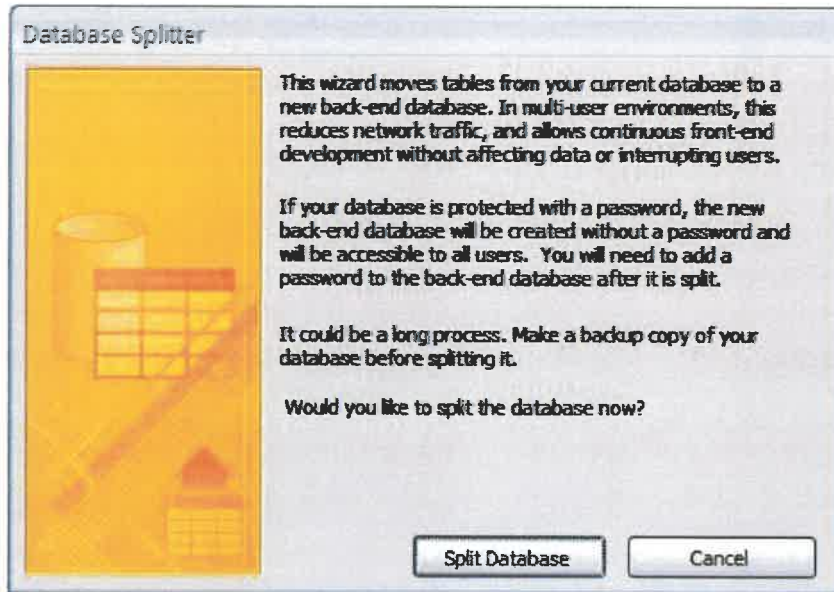 Database Splitter
This wizard moves tables from your current database to a
new back-end database. In multi-user environments, this
reduces network traffic, and allows continuous front-end
development without affecting data or interrupting users.
If your database is protected with a password, the new
back-end database will be created without a password and
will be accessible to all users. You will need to add a
password to the back-end database after it is split.
It could be a long process. Make a backup copy of your
database before splitting it.
Would you like to split the database now?
Split Database
Cancel